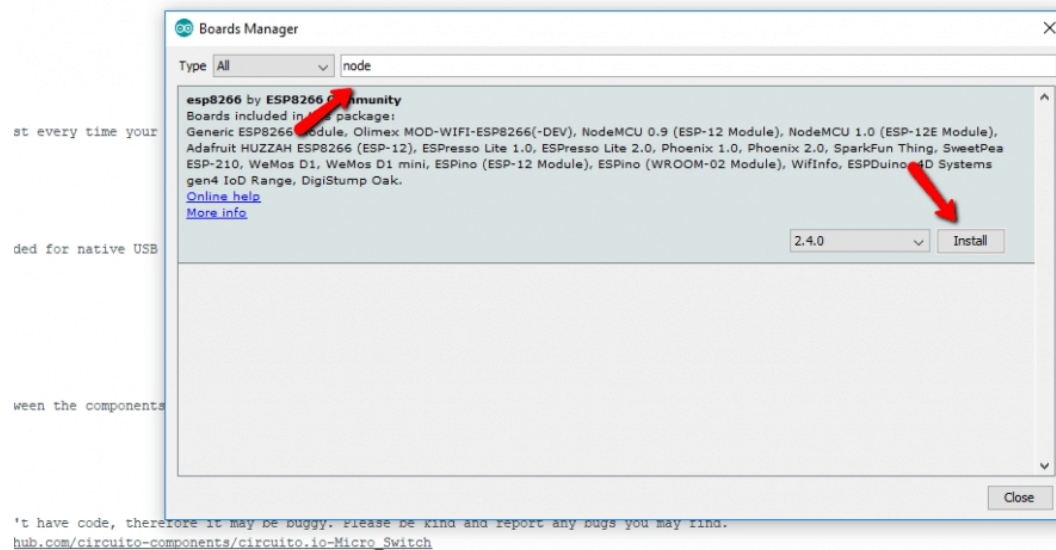 Boards Manager
Type All node
esp8266 by ESP8266 Community
Boards included in this package:
Generic ESP8266 Module, Olimex MOD-WIFI-ESP8266(-DEV), NodeMCU 0.9 (ESP-12 Module), NodeMCU 1.0 (ESP-12E Module),
Adafruit HUZZAH ESP8266 (ESP-12), ESPresso Lite 1.0, ESPresso Lite 2.0, Phoenix 1.0, Phoenix 2.0, SparkFun Thing, SweetPea
st every time your
ESP-210, WeMos D1, WeMos D1 mini, ESPino (ESP-12 Module), ESPino (WROOM-02 Module), WifInfo, ESPDuino, 4D Systems
gen4 IoD Range, DigiStump Oak.
Online help
More info
ded for native USB
2.4.0 Install
ween the components
Close
't have code, therefore it may be buggy. Please be kind and report any bugs you may find.
hub.com/circuito-components/circuito.io-Micro_Switch